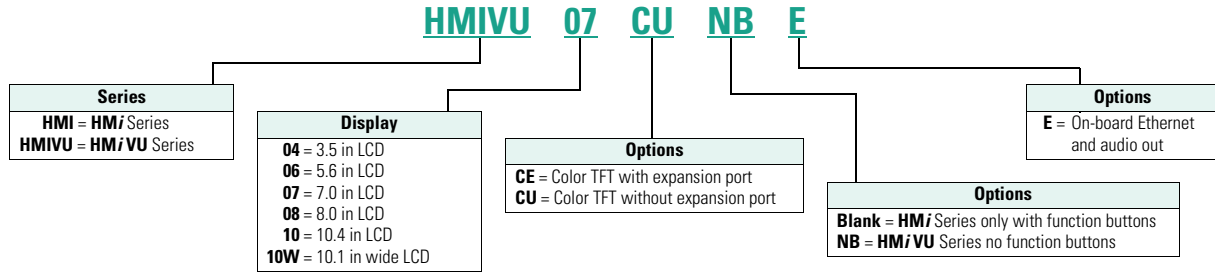 HMIVU 07 CU NB E
Series
HMI = HMi Series
HMIVU = HMi VU Series
Display
04 = 3.5 in LCD
06 = 5.6 in LCD
07 = 7.0 in LCD
08 = 8.0 in LCD
10 = 10.4 in LCD
10W = 10.1 in wide LCD
Options
CE = Color TFT with expansion port
CU = Color TFT without expansion port
Options
Blank = HMi Series only with function buttons
NB = HMi VU Series no function buttons
Options
E = On-board Ethernet
and audio out